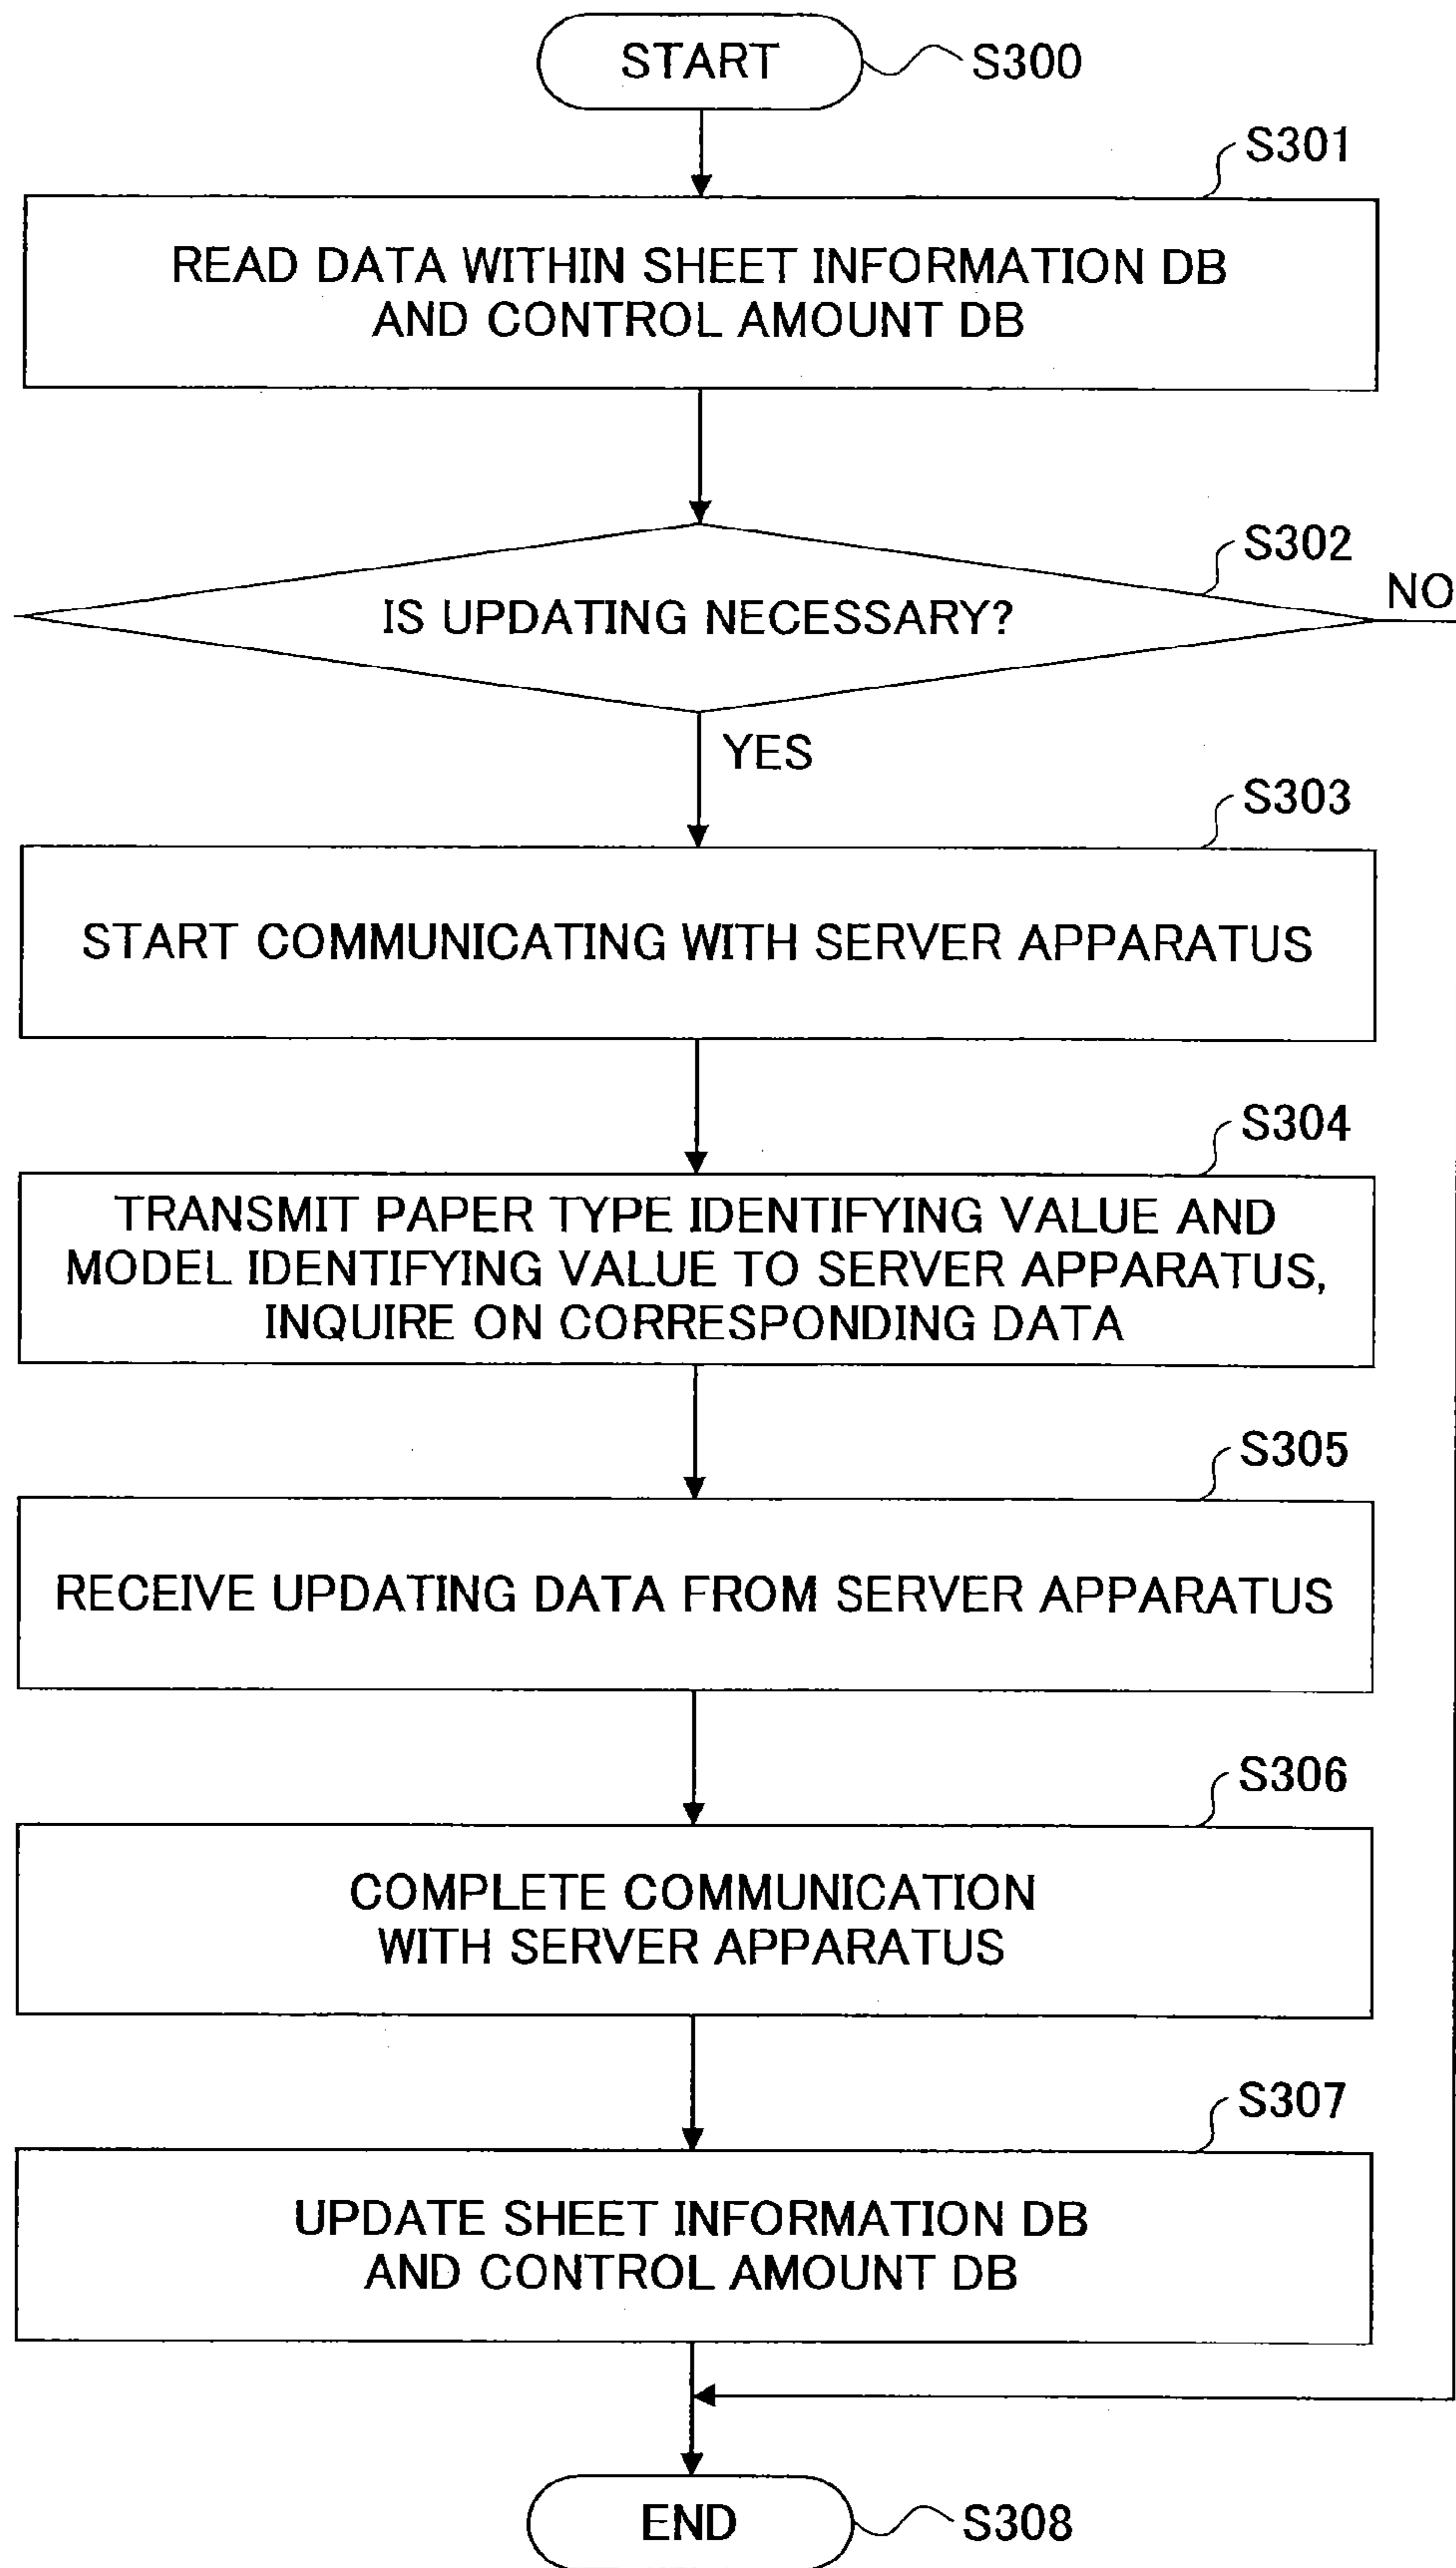 START
S300
S301
READ DATA WITHIN SHEET INFORMATION DB
AND CONTROL AMOUNT DB
S302
NO
IS UPDATING NECESSARY?
YES
S303
START COMMUNICATING WITH SERVER APPARATUS
S304
TRANSMIT PAPER TYPE IDENTIFYING VALUE AND
MODEL IDENTIFYING VALUE TO SERVER APPARATUS,
INQUIRE ON CORRESPONDING DATA
S305
RECEIVE UPDATING DATA FROM SERVER APPARATUS
S306
COMPLETE COMMUNICATION
WITH SERVER APPARATUS
S307
UPDATE SHEET INFORMATION DB
AND CONTROL AMOUNT DB
END
S308